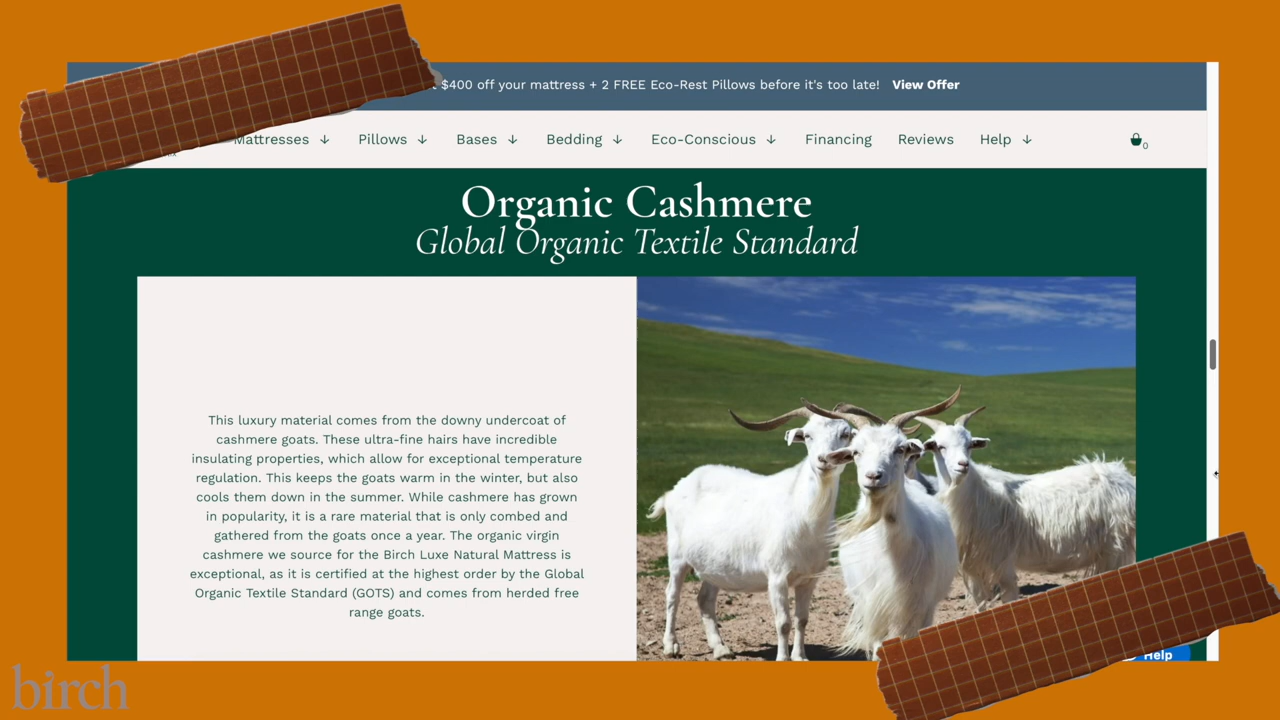 $400 off your mattress + 2 FREE Eco-Rest Pillows before it's too late! View Offer
Mattresses Pillows Bases Bedding Eco-Conscious Financing Reviews Help 0
Organic Cashmere
Global Organic Textile Standard
This luxury material comes from the downy undercoat of
cashmere goats. These ultra-fine hairs have incredible
insulating properties, which allow for exceptional temperature
regulation. This keeps the goats warm in the winter, but also
cools them down in the summer. While cashmere has grown
in popularity, it is a rare material that is only combed and
gathered from the goats once a year. The organic virgin
cashmere we source for the Birch Luxe Natural Mattress is
exceptional, as it is certified at the highest order by the Global
Organic Textile Standard (GOTS) and comes from herded free
range goats.
Help
birch